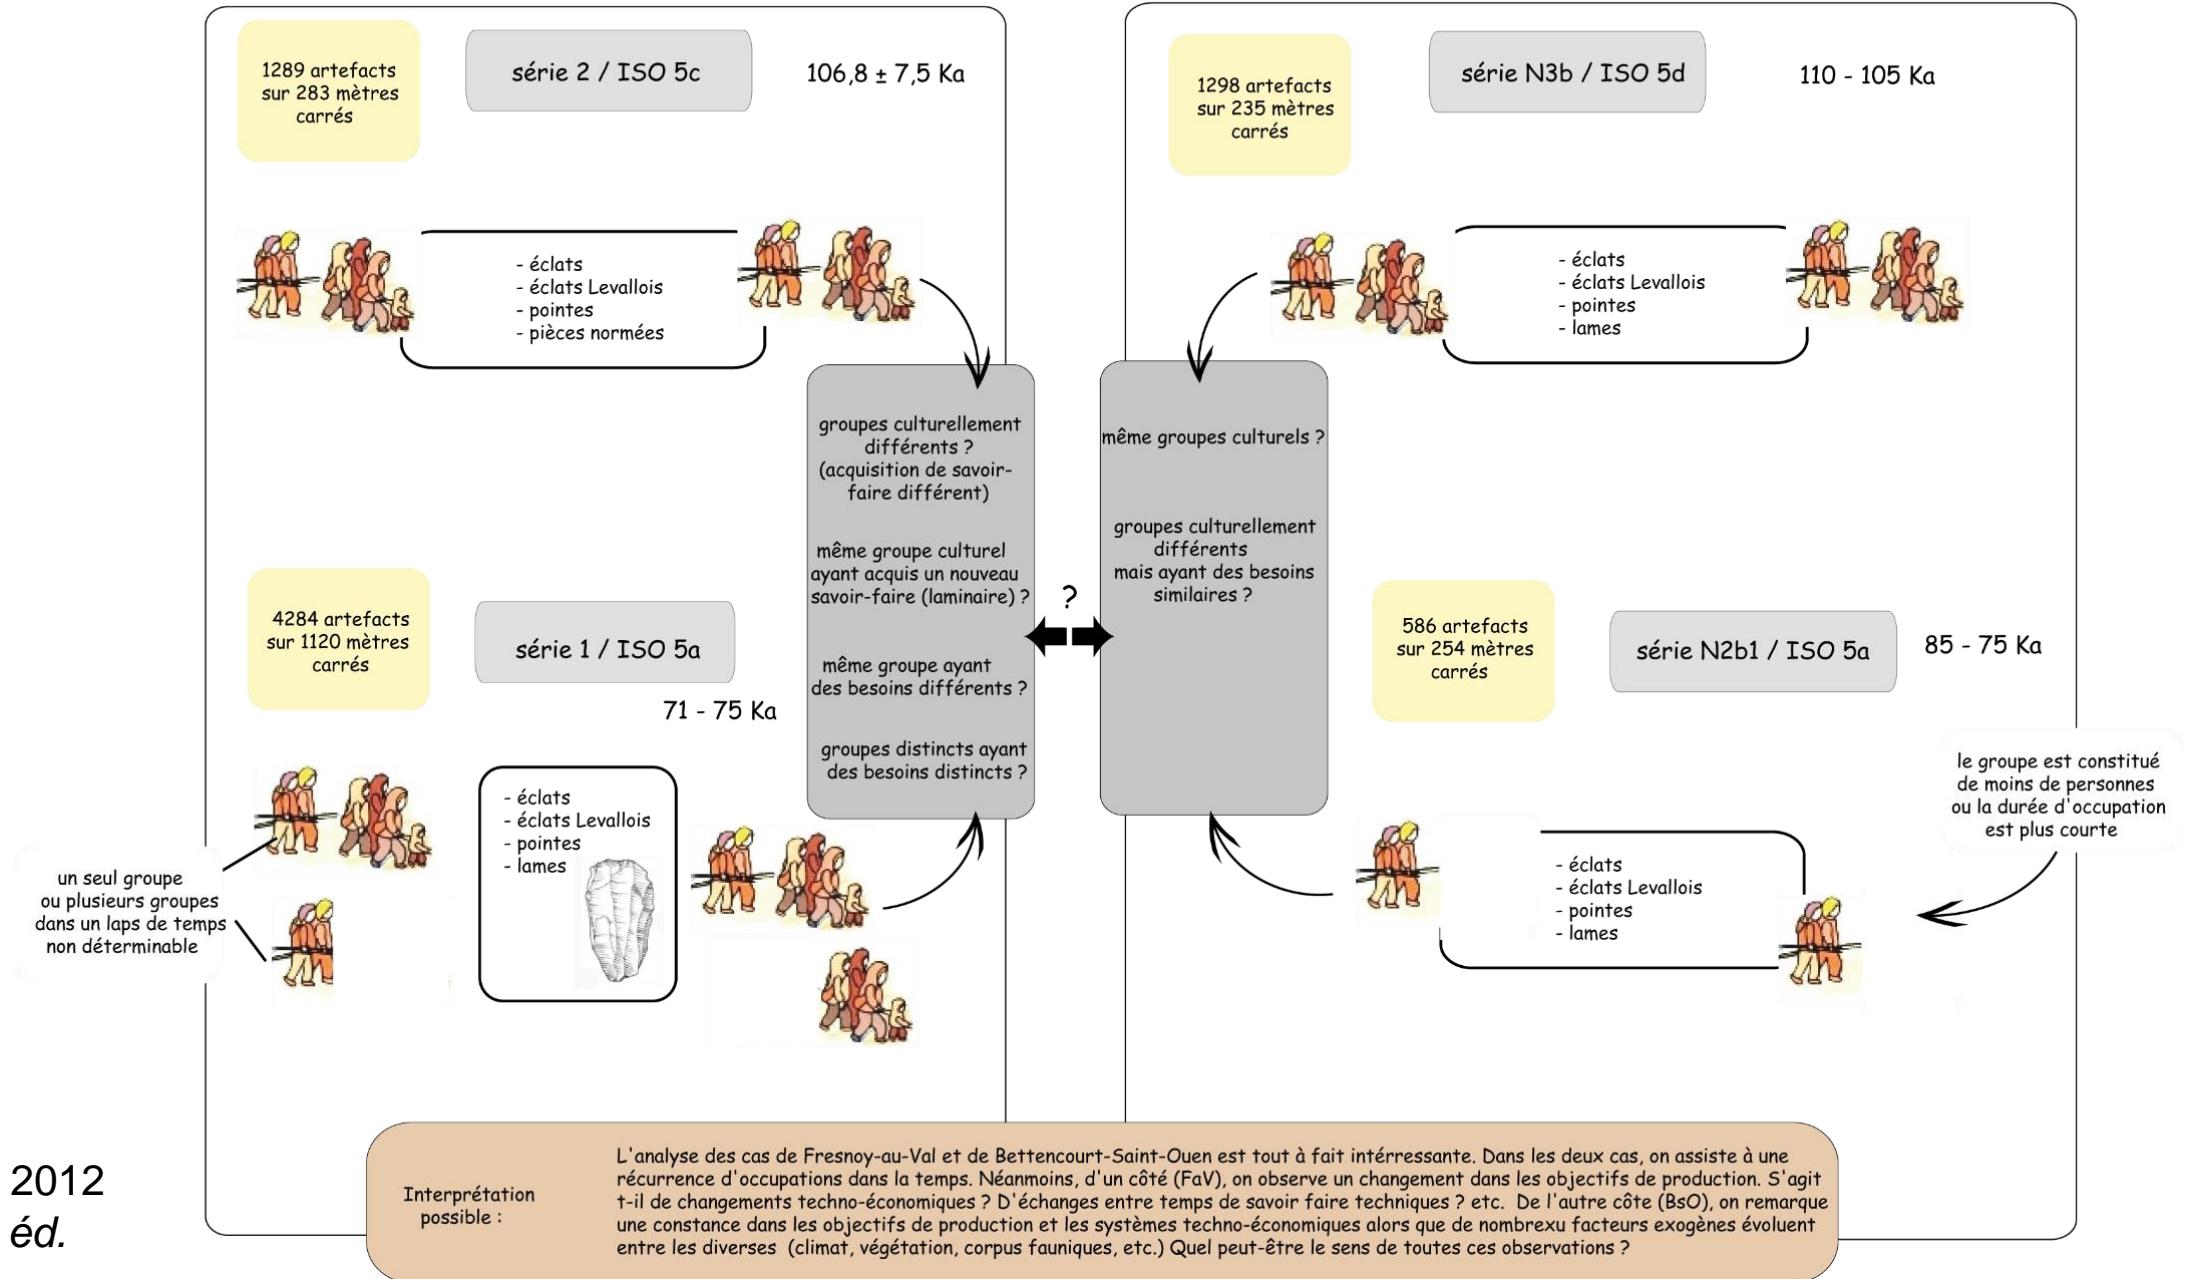 1289 artefacts
sur 283 mètres
carrés
série 2 / ISO 5c
106,8 ± 7,5 Ka
- éclats
- éclats Levallois
- pointes
- pièces normées
groupes culturellement
différents ?
(acquisition de savoir-
faire différent)
même groupe culturel
ayant acquis un nouveau
savoir-faire (laminaire) ?
même groupe ayant
des besoins différents ?
groupes distincts ayant
des besoins distincts ?
4284 artefacts
sur 1120 mètres
carrés
série 1 / ISO 5a
71 - 75 Ka
- éclats
- éclats Levallois
- pointes
- lames
un seul groupe
ou plusieurs groupes
dans un laps de temps
non déterminable
?
1298 artefacts
sur 235 mètres
carrés
série N3b / ISO 5d
110 - 105 Ka
- éclats
- éclats Levallois
- pointes
- lames
même groupes culturels ?
groupes culturellement
différents
mais ayant des besoins
similaires ?
586 artefacts
sur 254 mètres
carrés
série N2b1 / ISO 5a
85 - 75 Ka
le groupe est constitué
de moins de personnes
ou la durée d'occupation
est plus courte
- éclats
- éclats Levallois
- pointes
- lames
2012
éd.
Interprétation
possible :
L'analyse des cas de Fresnoy-au-Val et de Bettencourt-Saint-Ouen est tout à fait intérressante. Dans les deux cas, on assiste à une
récurrence d'occupations dans la temps. Néanmoins, d'un côté (FaV), on observe un changement dans les objectifs de production. S'agit
t-il de changements techno-économiques ? D'échanges entre temps de savoir faire techniques ? etc. De l'autre côte (BsO), on remarque
une constance dans les objectifs de production et les systèmes techno-économiques alors que de nombrexu facteurs exogènes évoluent
entre les diverses (climat, végétation, corpus fauniques, etc.) Quel peut-être le sens de toutes ces observations ?